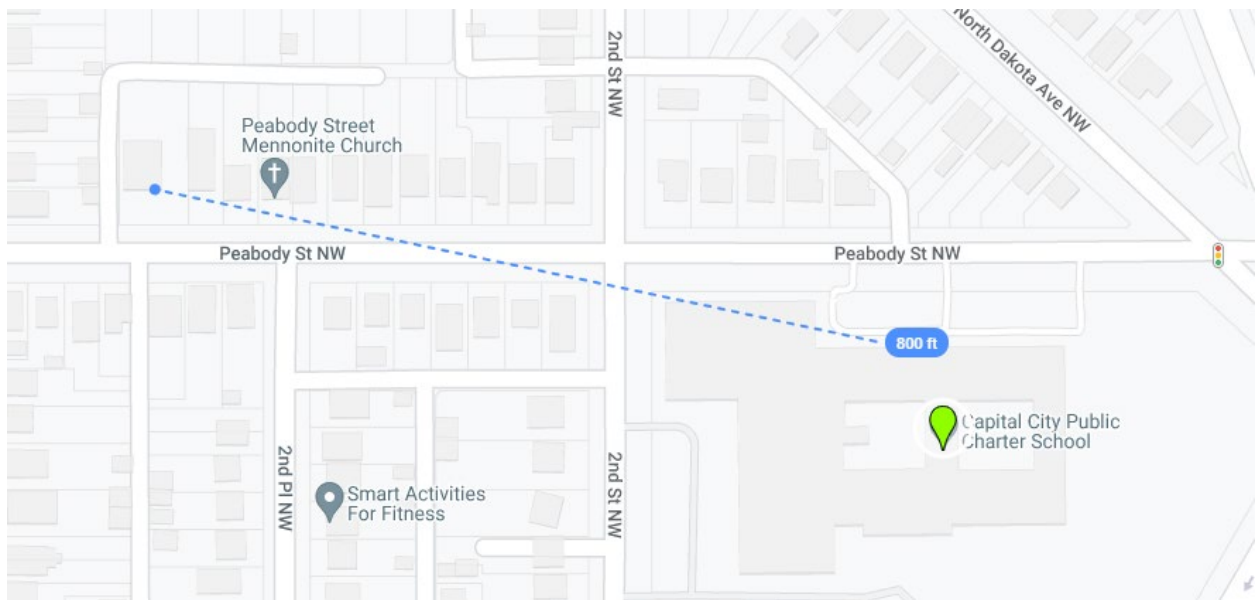 2nd St NW
North Dakota Ave NW
Peabody Street
Mennonite Church
Peabody St NW
Peabody St NW
800 ft
Capital City Public
Charter School
2nd Pl NW
2nd St NW
Smart Activities
For Fitness